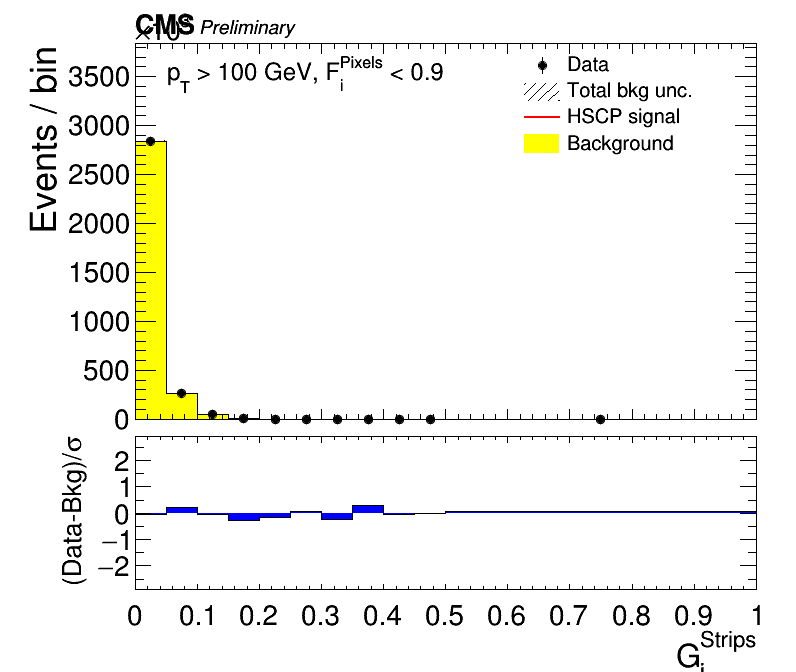 CMS Preliminary
×10³
p_T > 100 GeV, F_i^Pixels < 0.9
Data
Total bkg unc.
HSCP signal
Background
Events / bin
3500
3000
2500
2000
1500
1000
500
0
(Data-Bkg)/σ
2
1
0
−1
−2
0 0.1 0.2 0.3 0.4 0.5 0.6 0.7 0.8 0.9 1
G_i^Strips